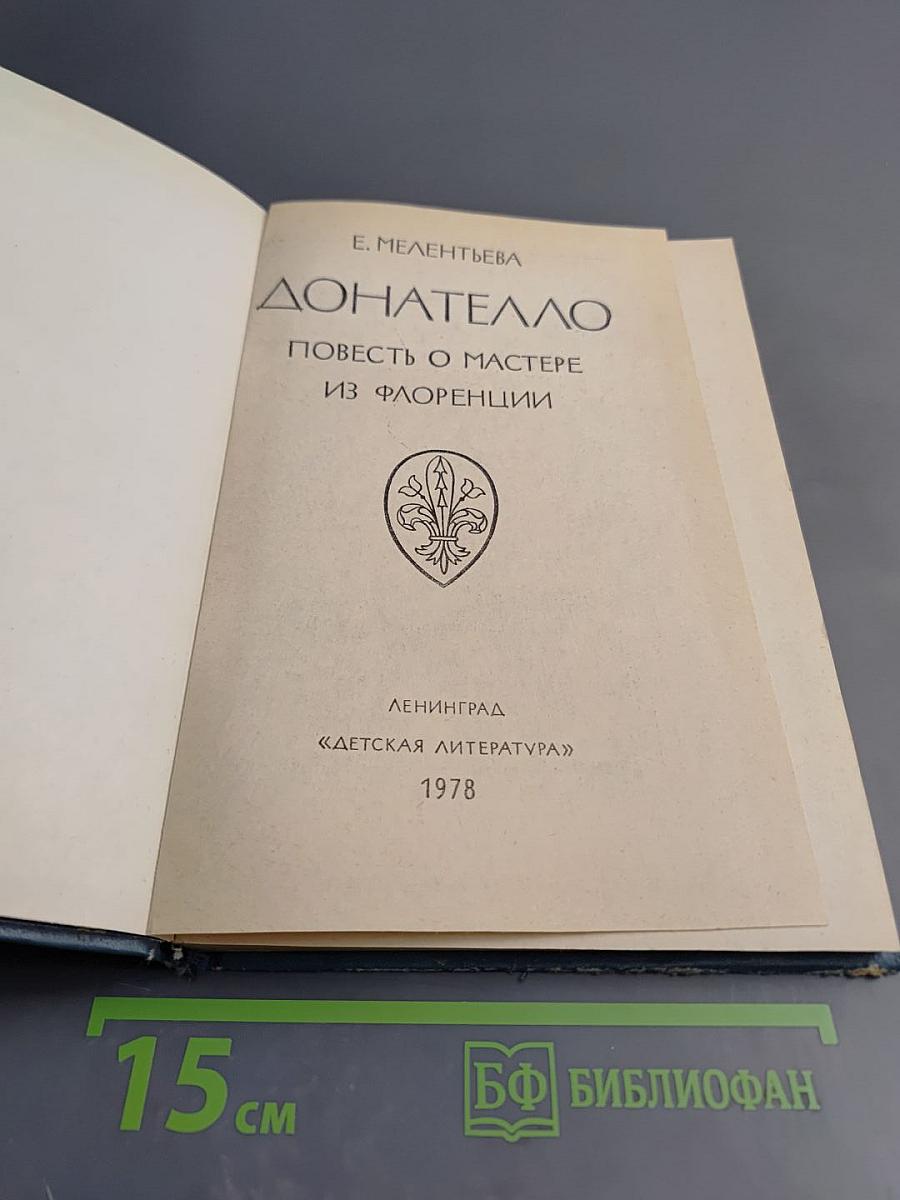 Е. МЕЛЕНТЬЕВА
ДОНАТЕЛЛО
ПОВЕСТЬ О МАСТЕРЕ
ИЗ ФЛОРЕНЦИИ
ЛЕНИНГРАД
«ДЕТСКАЯ ЛИТЕРАТУРА»
1978
15 см
БФ БИБЛИОФАН